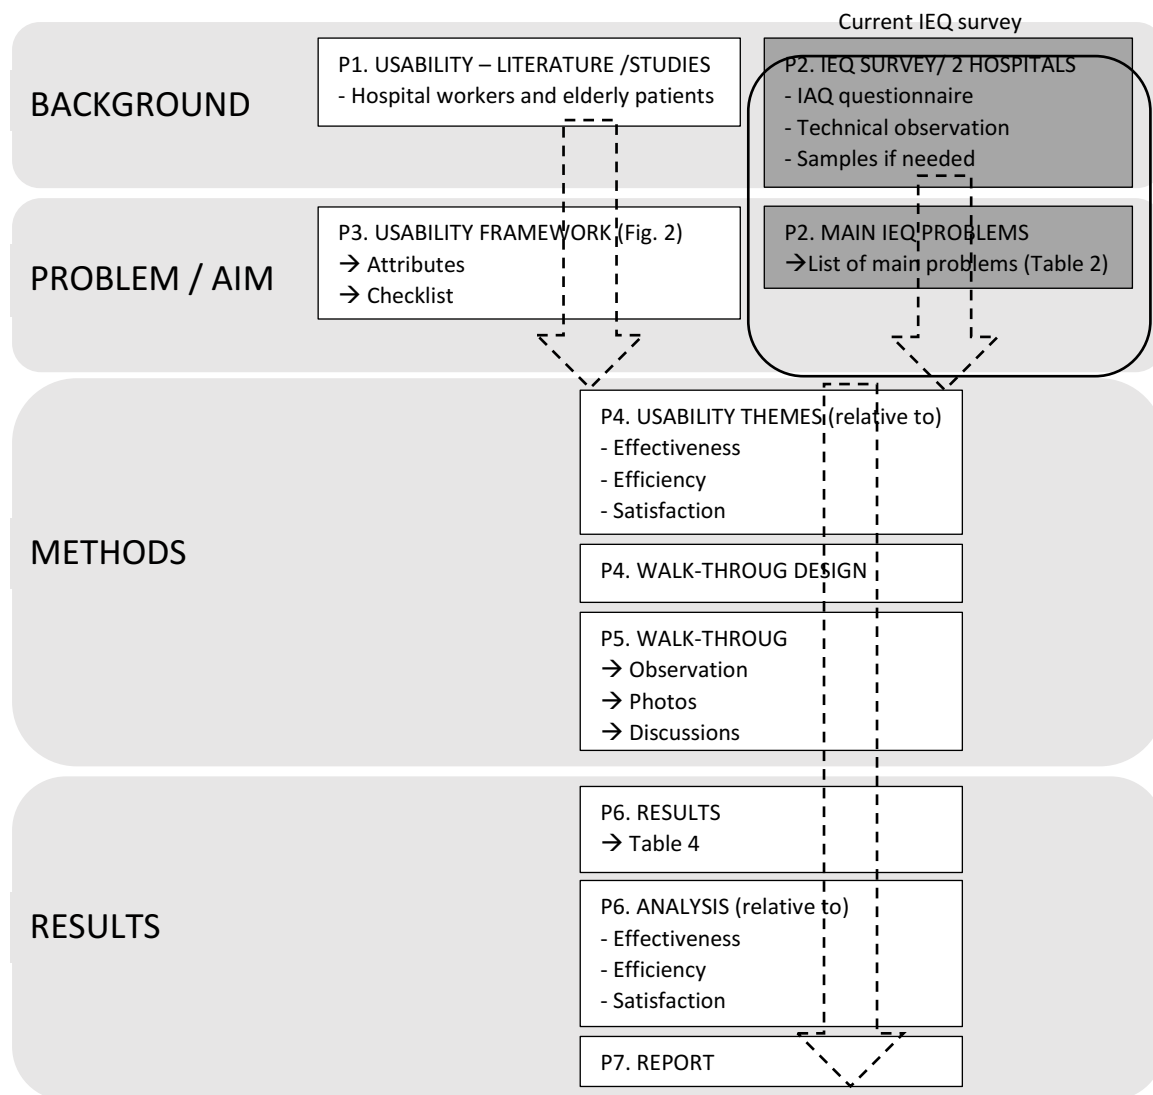 Current IEQ survey
BACKGROUND
P1. USABILITY – LITERATURE /STUDIES
- Hospital workers and elderly patients
P2. IEQ SURVEY/ 2 HOSPITALS
- IAQ questionnaire
- Technical observation
- Samples if needed
PROBLEM / AIM
P3. USABILITY FRAMEWORK (Fig. 2)
→ Attributes
→ Checklist
P2. MAIN IEQ PROBLEMS
→List of main problems (Table 2)
METHODS
P4. USABILITY THEMES (relative to)
- Effectiveness
- Efficiency
- Satisfaction
P4. WALK-THROUG DESIGN
P5. WALK-THROUG
→ Observation
→ Photos
→ Discussions
RESULTS
P6. RESULTS
→ Table 4
P6. ANALYSIS (relative to)
- Effectiveness
- Efficiency
- Satisfaction
P7. REPORT